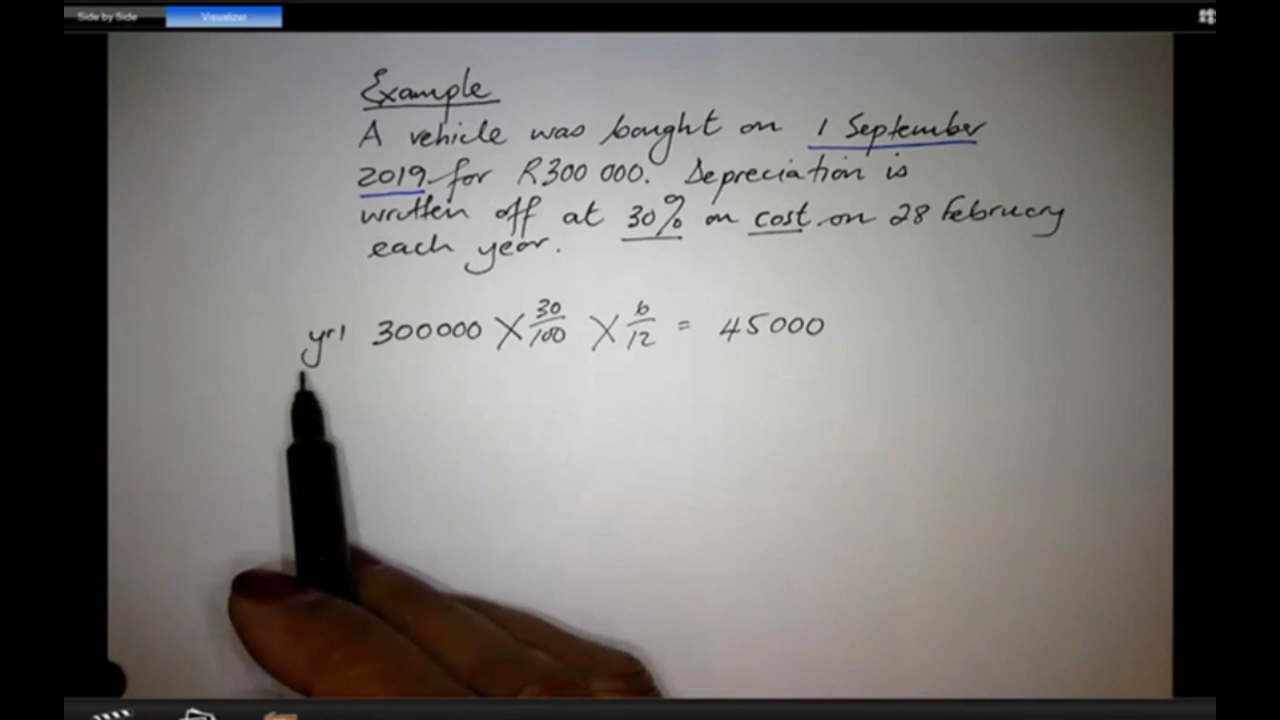 Side by Side Visualizer
Example
A vehicle was bought on 1 September
2019 for R300 000. Depreciation is
written off at 30% on cost on 28 February
each year.
yr1 300000 X 30/100 X 6/12 = 45000